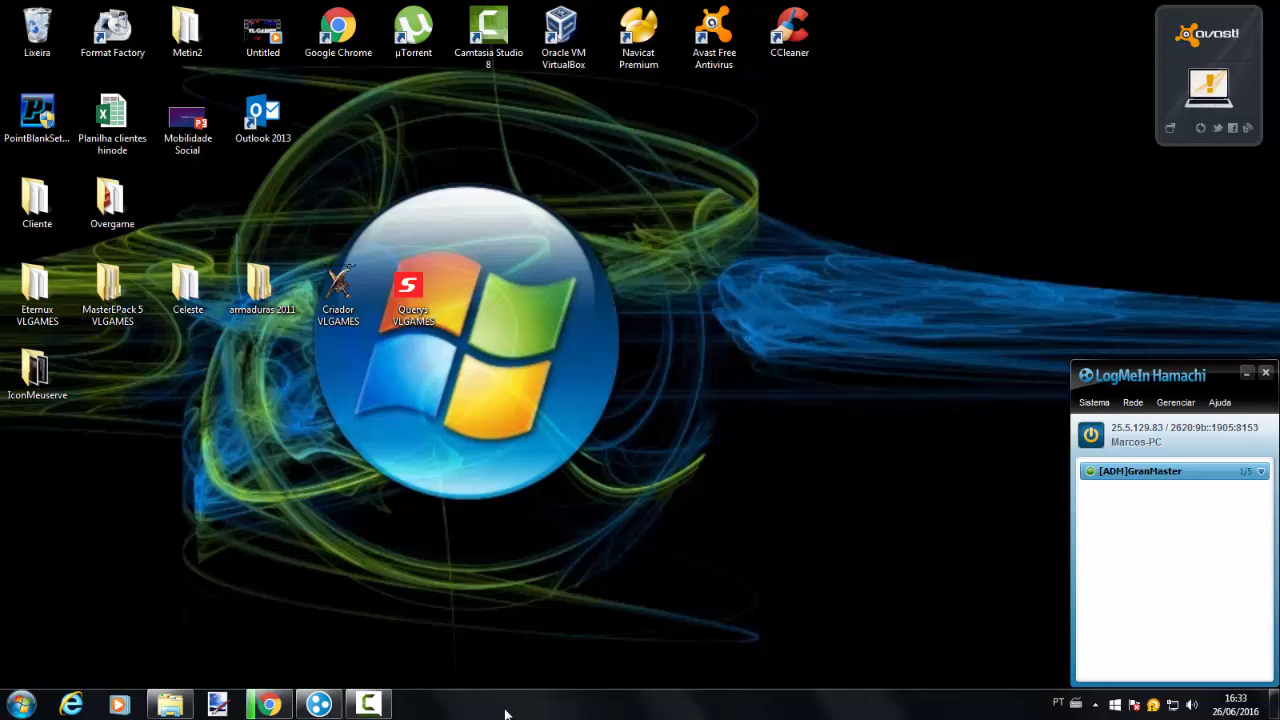 Lixeira
Format Factory
Metin2
Untitled
Google Chrome
µTorrent
Camtasia Studio
8
Oracle VM
VirtualBox
Navicat
Premium
Avast Free
Antivirus
CCleaner
avast!
PointBlankSet...
Planilha clientes
hinode
Mobilidade
Social
Outlook 2013
Cliente
Overgame
Eternux
VLGAMES
MasterEPack 5
VLGAMES
Celeste
armaduras 2011
Criador
VLGAMES
S
Querys
VLGAMES
IconMeuserve
LogMeIn Hamachi
Sistema Rede Gerenciar Ajuda
25.5.129.83 / 2620:9b::1905:8153
Marcos-PC
[ADM]GranMaster 1/5
PT
16:33
26/06/2016